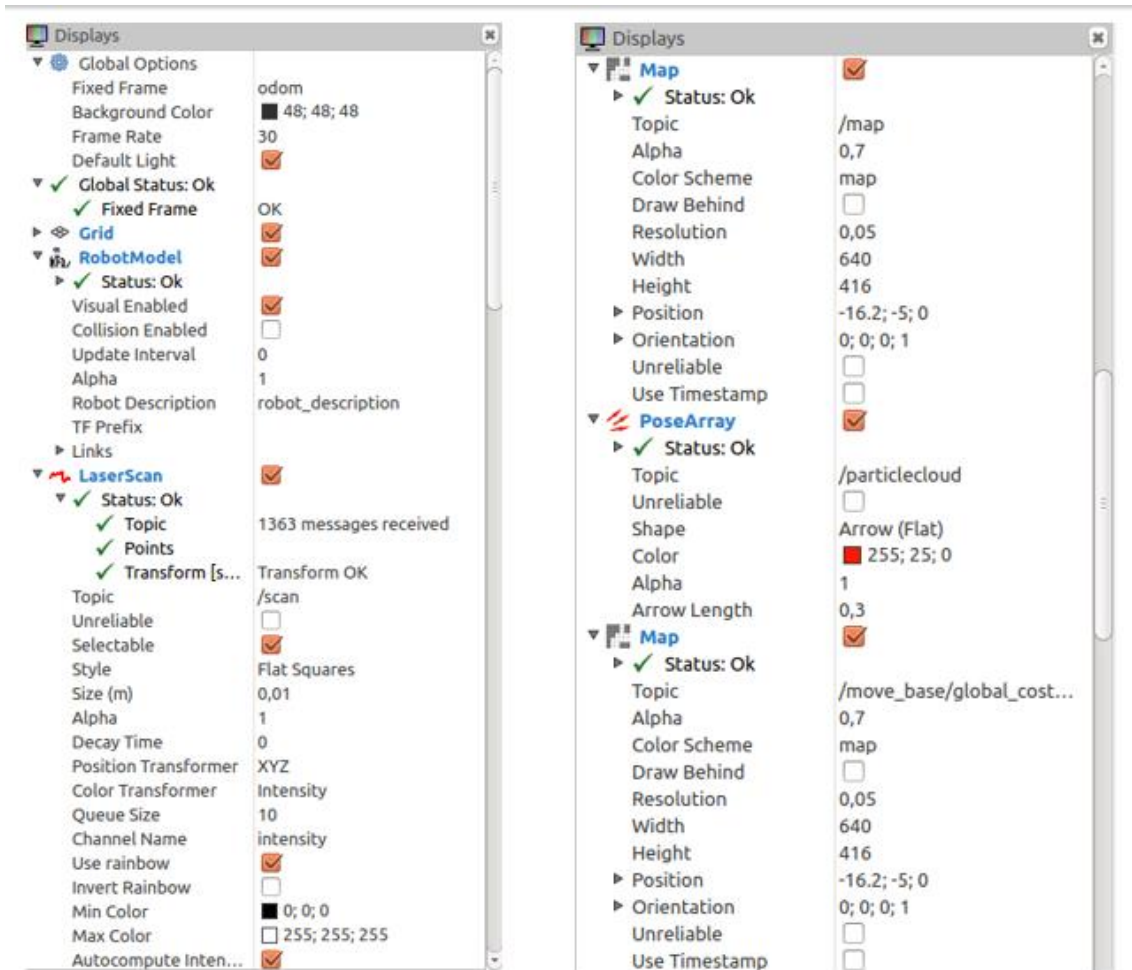 Displays
Global Options
Fixed Frame odom
Background Color 48; 48; 48
Frame Rate 30
Default Light
Global Status: Ok
Fixed Frame OK
Grid
RobotModel
Status: Ok
Visual Enabled
Collision Enabled
Update Interval 0
Alpha 1
Robot Description robot_description
TF Prefix
Links
LaserScan
Status: Ok
Topic 1363 messages received
Points
Transform [s... Transform OK
Topic /scan
Unreliable
Selectable
Style Flat Squares
Size (m) 0,01
Alpha 1
Decay Time 0
Position Transformer XYZ
Color Transformer Intensity
Queue Size 10
Channel Name intensity
Use rainbow
Invert Rainbow
Min Color 0; 0; 0
Max Color 255; 255; 255
Autocompute Inten...
Displays
Map
Status: Ok
Topic /map
Alpha 0,7
Color Scheme map
Draw Behind
Resolution 0,05
Width 640
Height 416
Position -16.2; -5; 0
Orientation 0; 0; 0; 1
Unreliable
Use Timestamp
PoseArray
Status: Ok
Topic /particlecloud
Unreliable
Shape Arrow (Flat)
Color 255; 25; 0
Alpha 1
Arrow Length 0,3
Map
Status: Ok
Topic /move_base/global_cost...
Alpha 0,7
Color Scheme map
Draw Behind
Resolution 0,05
Width 640
Height 416
Position -16.2; -5; 0
Orientation 0; 0; 0; 1
Unreliable
Use Timestamp